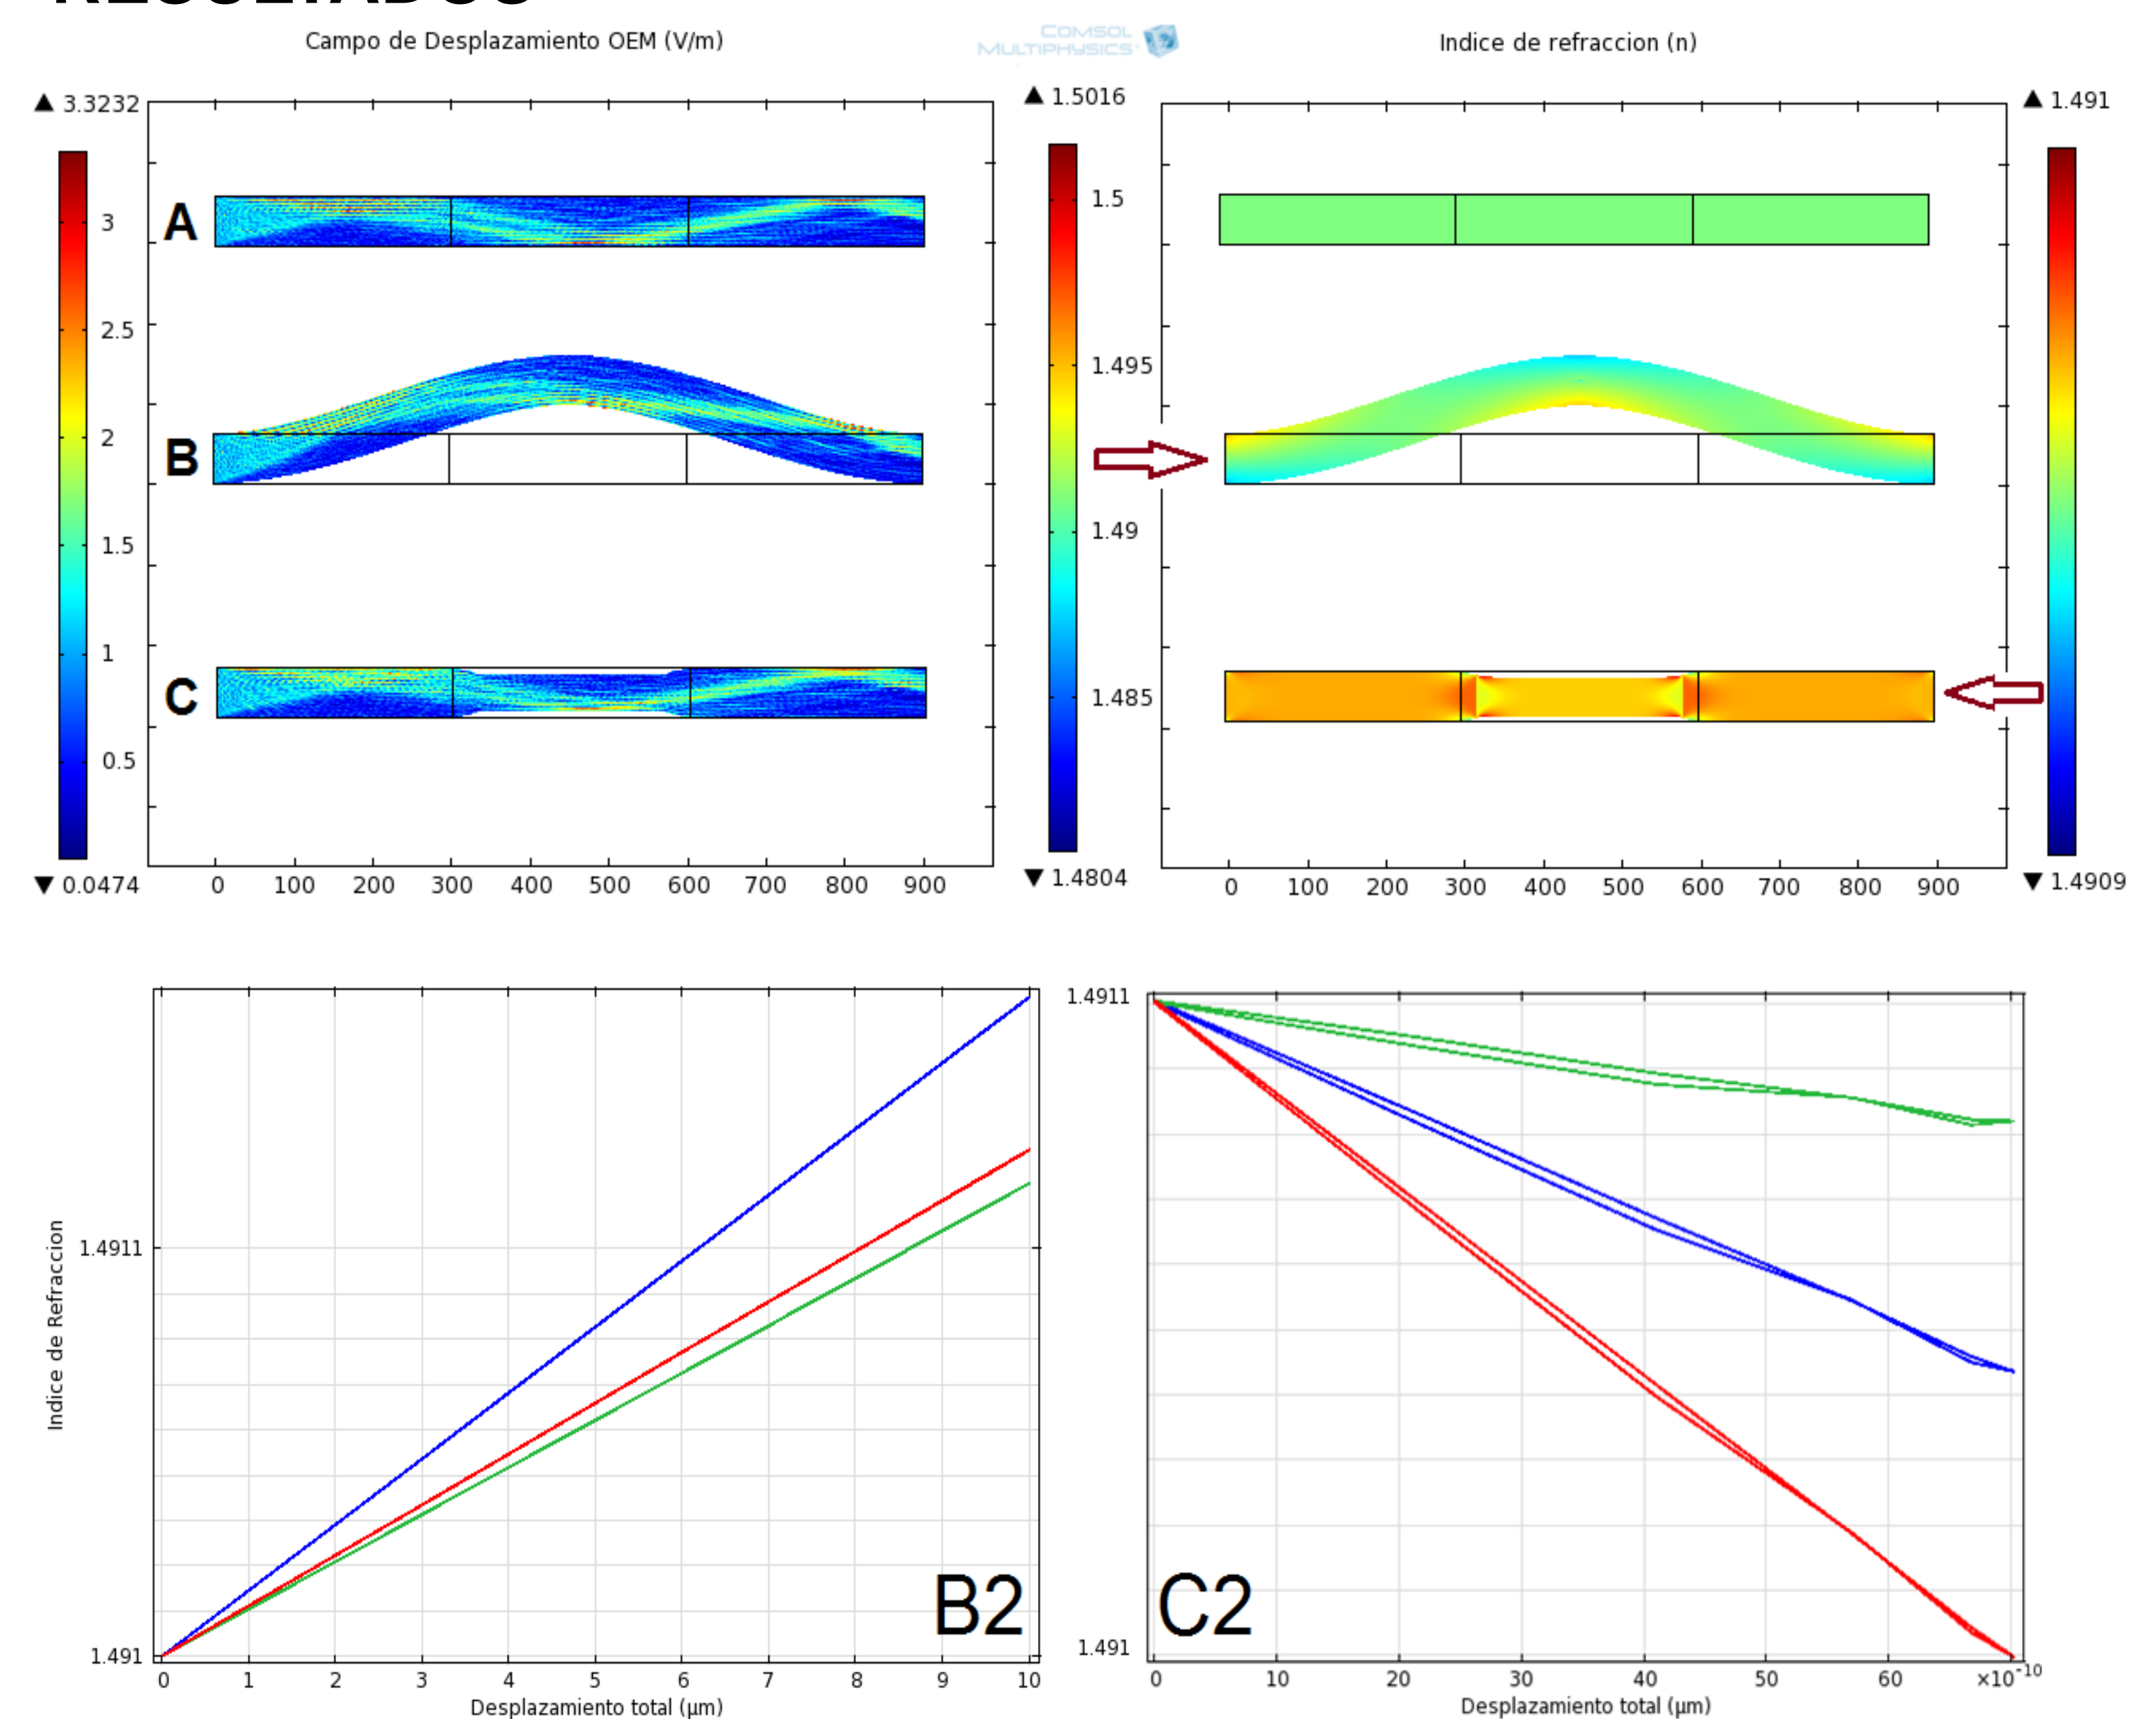 RESULTADOS
Campo de Desplazamiento OEM (V/m)
COMSOL
MULTIPHYSICS
Indice de refraccion (n)
▲ 3.3232
3
2.5
2
1.5
1
0.5
▼ 0.0474
A
B
C
0 100 200 300 400 500 600 700 800 900
▲ 1.5016
1.5
1.495
1.49
1.485
▼ 1.4804
0 100 200 300 400 500 600 700 800 900
▲ 1.491
▼ 1.4909
Indice de Refraccion
1.4911
1.491
B2
0 1 2 3 4 5 6 7 8 9 10
Desplazamiento total (µm)
1.4911
1.491
C2
0 10 20 30 40 50 60 ×10⁻¹⁰
Desplazamiento total (µm)